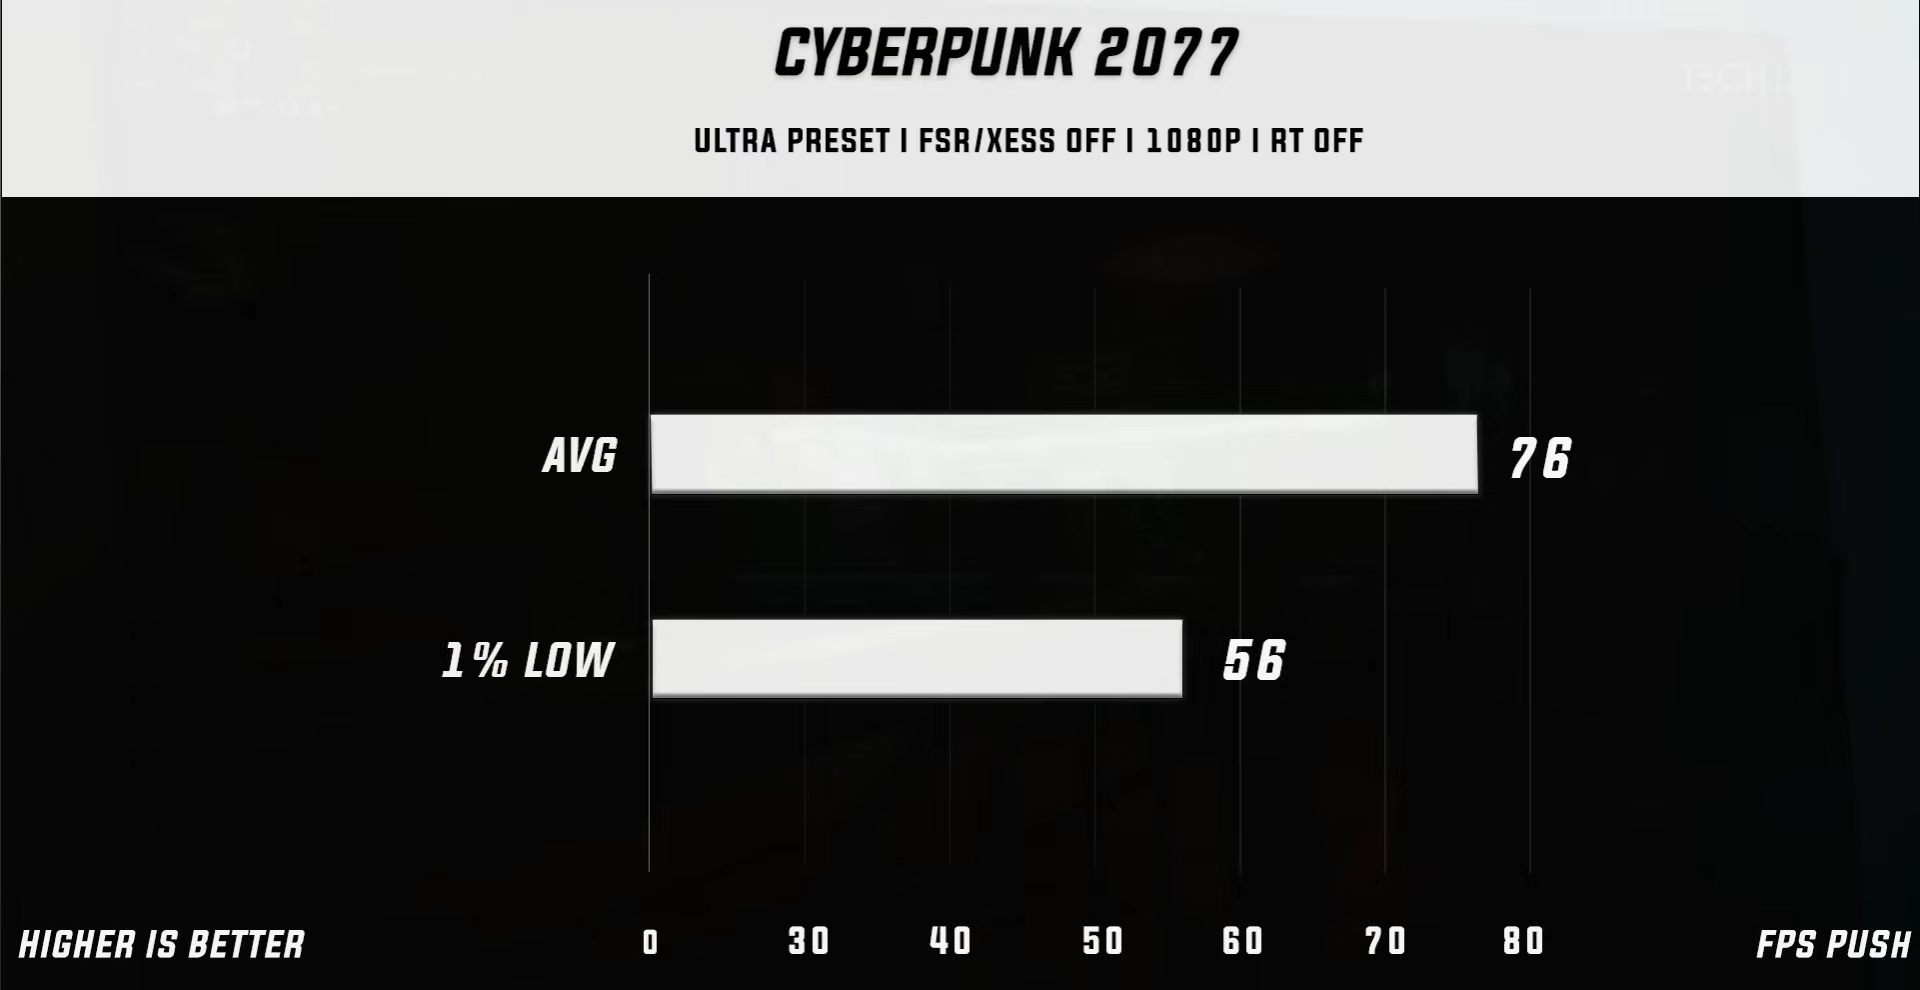 CYBERPUNK 2077
ULTRA PRESET | FSR/XESS OFF | 1080P | RT OFF
AVG 76
1% LOW 56
HIGHER IS BETTER 0 30 40 50 60 70 80 FPS PUSH